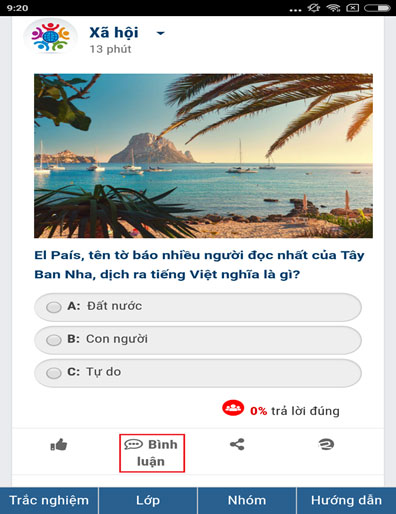 9:20
Xã hội
13 phút
El País, tên tờ báo nhiều người đọc nhất của Tây
Ban Nha, dịch ra tiếng Việt nghĩa là gì?
A: Đất nước
B: Con người
C: Tự do
0% trả lời đúng
Bình
luận
Trắc nghiệm Lớp Nhóm Hướng dẫn